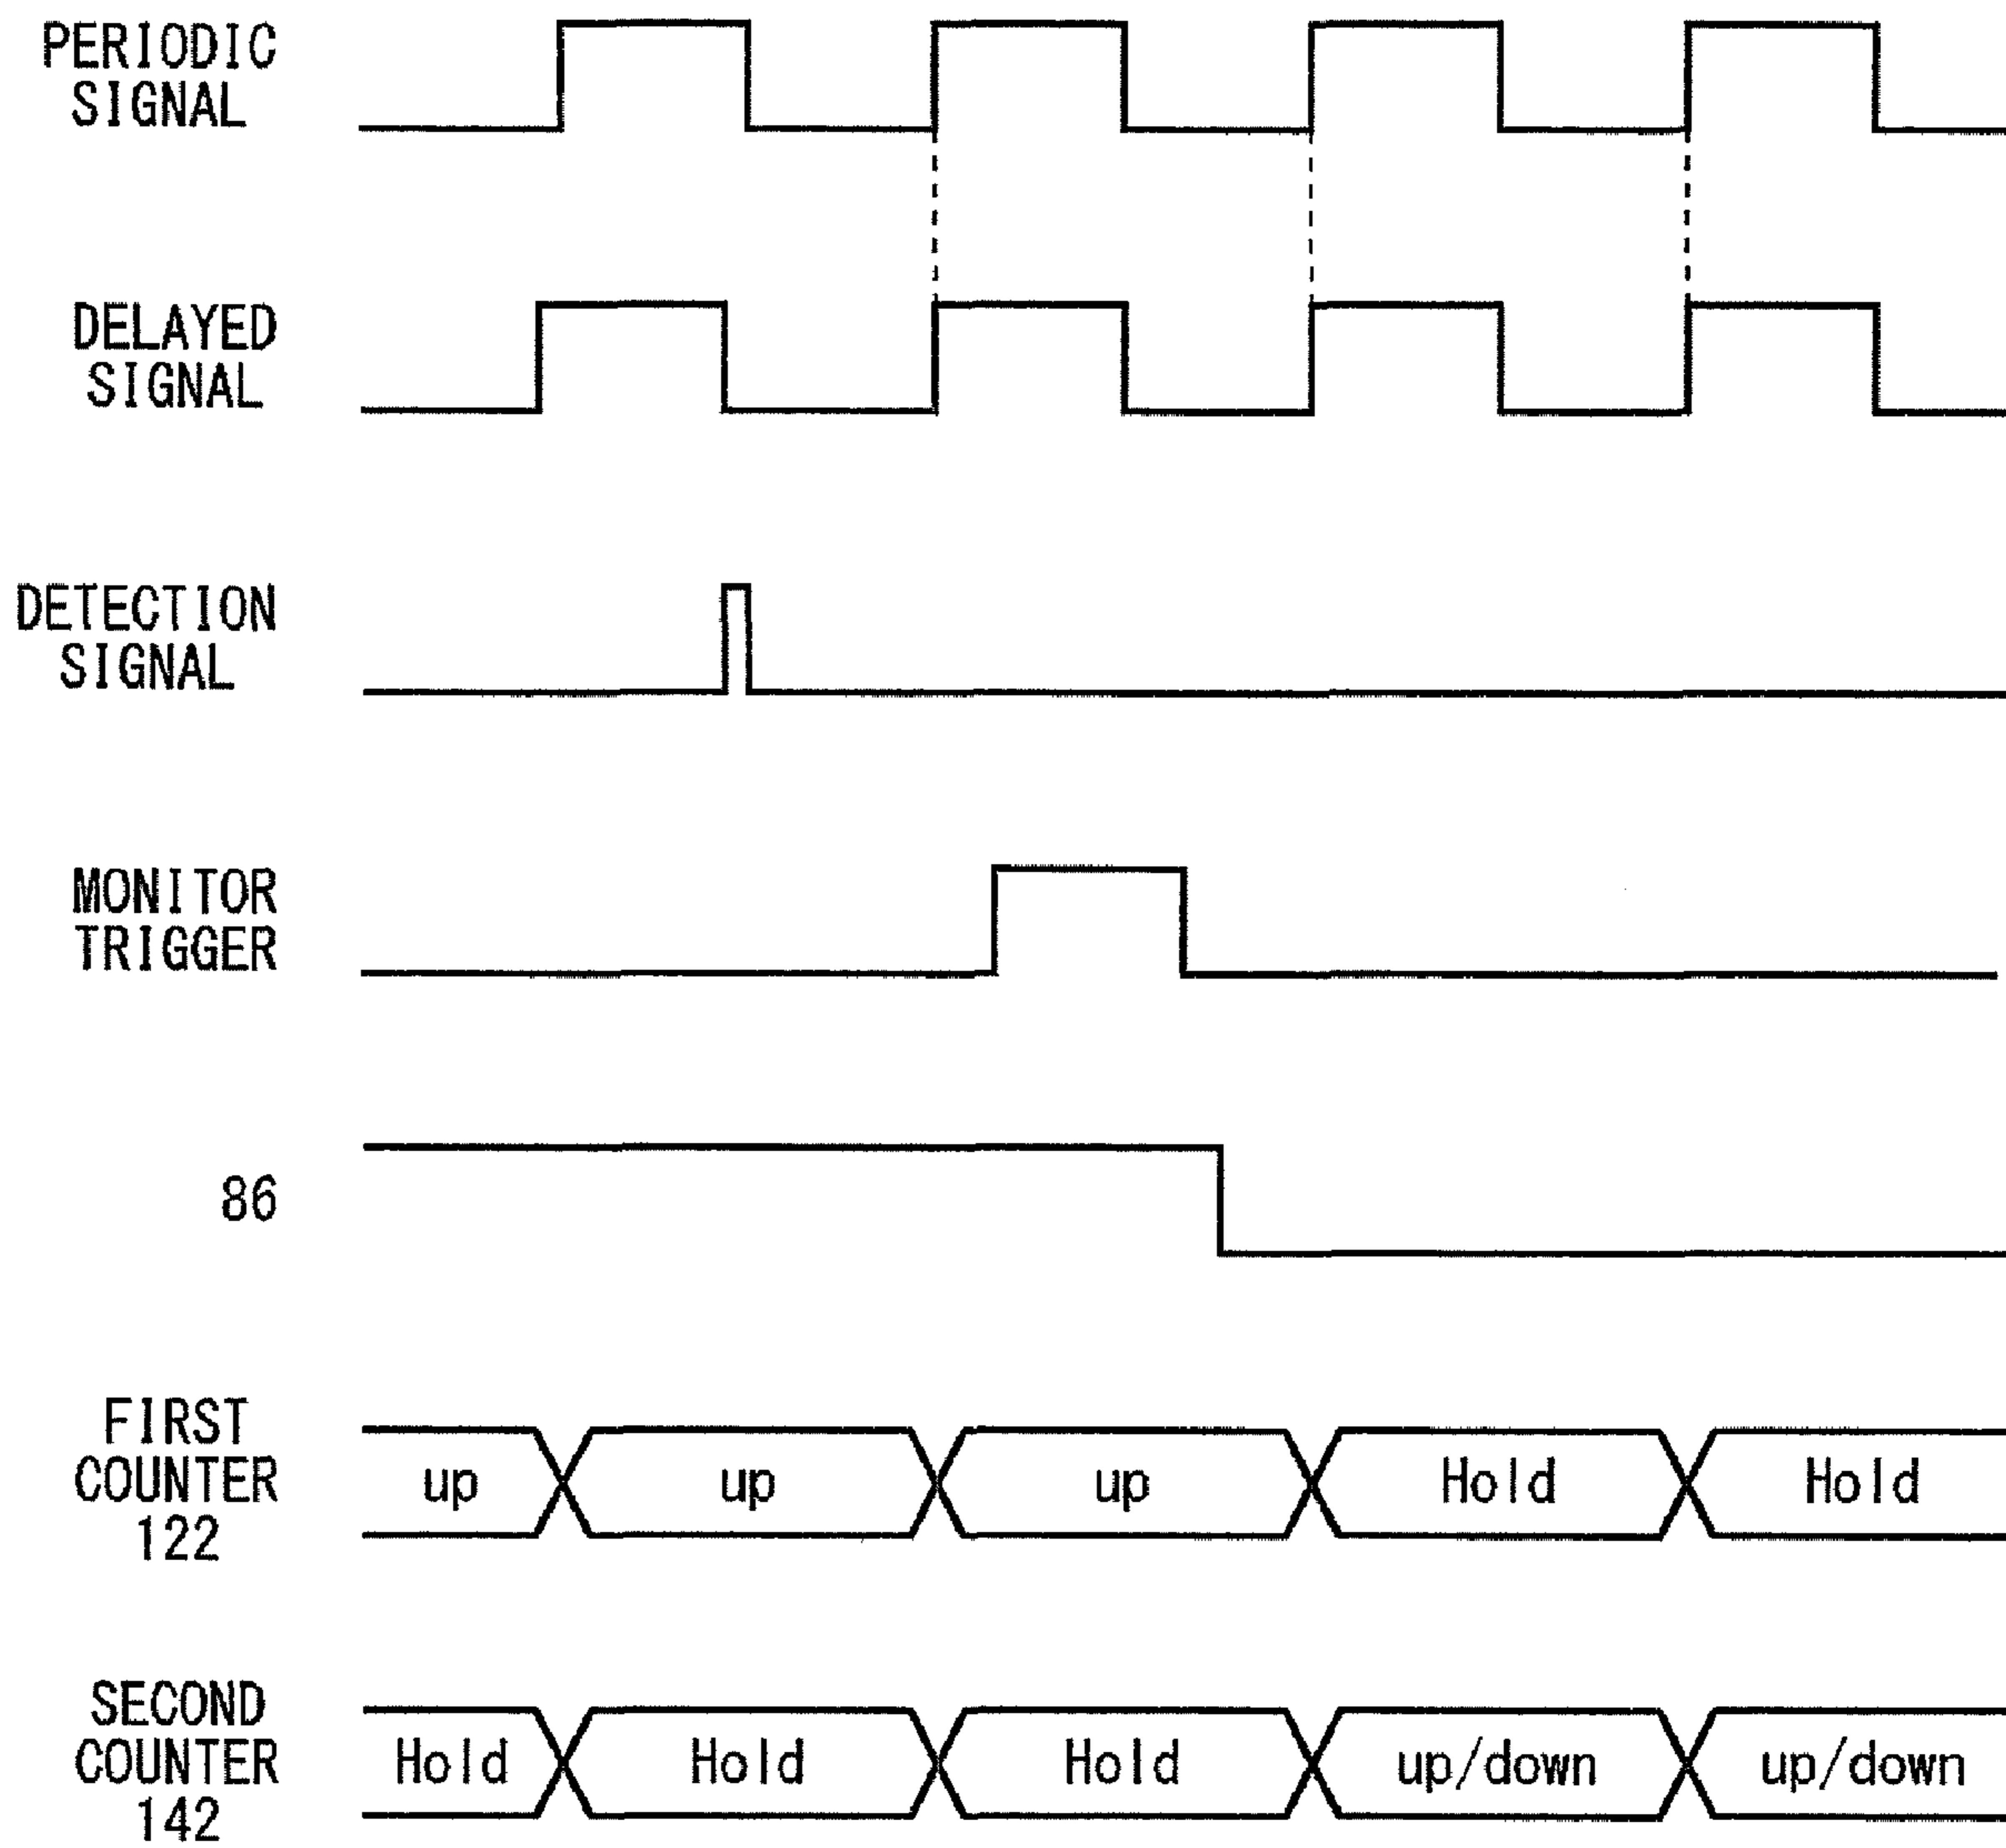 PERIODIC
SIGNAL
DELAYED
SIGNAL
DETECTION
SIGNAL
MONITOR
TRIGGER
86
FIRST
COUNTER
122
up up up Hold Hold
SECOND
COUNTER
142
Hold Hold Hold up/down up/down